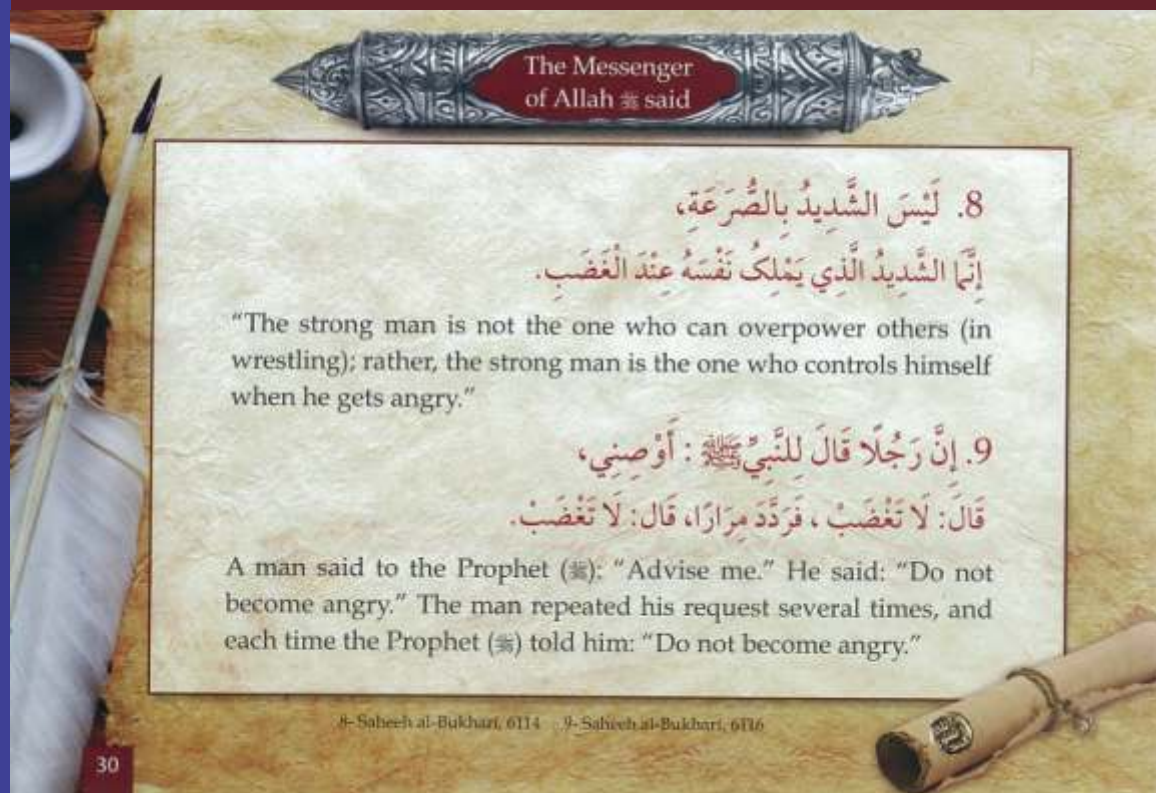 The Messenger
of Allah ﷺ said
8. لَيْسَ الشَّدِيدُ بِالصُّرَعَةِ،
إِنَّمَا الشَّدِيدُ الَّذِي يَمْلِكُ نَفْسَهُ عِنْدَ الْغَضَبِ.
“The strong man is not the one who can overpower others (in
wrestling); rather, the strong man is the one who controls himself
when he gets angry.”
9. إِنَّ رَجُلًا قَالَ لِلنَّبِيِّ ﷺ : أَوْصِنِي،
قَالَ: لَا تَغْضَبْ ، فَرَدَّدَ مِرَارًا، قَال: لَا تَغْضَبْ.
A man said to the Prophet (ﷺ): “Advise me.” He said: “Do not
become angry.” The man repeated his request several times, and
each time the Prophet (ﷺ) told him: “Do not become angry.”
8- Saheeh al-Bukhari, 6114 9- Saheeh al-Bukhari, 6116
30